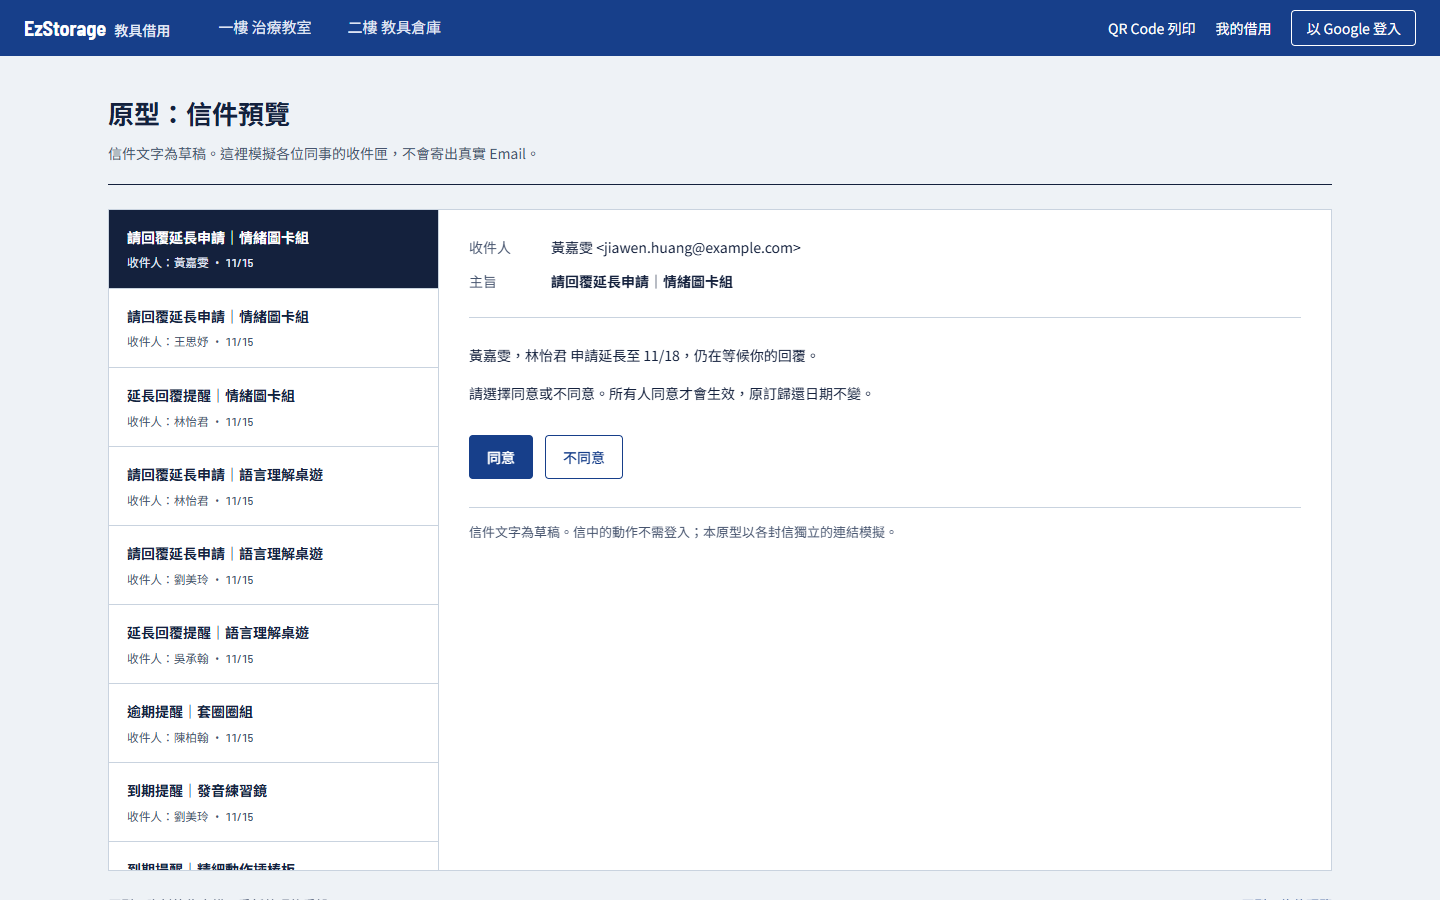 EzStorage 教具借用
一樓 治療教室
二樓 教具倉庫
QR Code 列印
我的借用
以 Google 登入
原型：信件預覽
信件文字為草稿。這裡模擬各位同事的收件匣，不會寄出真實 Email。
請回覆延長申請｜情緒圖卡組
收件人：黃嘉雯 · 11/15
請回覆延長申請｜情緒圖卡組
收件人：王思妤 · 11/15
延長回覆提醒｜情緒圖卡組
收件人：林怡君 · 11/15
請回覆延長申請｜語言理解桌遊
收件人：林怡君 · 11/15
請回覆延長申請｜語言理解桌遊
收件人：劉美玲 · 11/15
延長回覆提醒｜語言理解桌遊
收件人：吳承翰 · 11/15
逾期提醒｜套圈圈組
收件人：陳柏翰 · 11/15
到期提醒｜發音練習鏡
收件人：劉美玲 · 11/15
到期提醒｜精細動作插棒板
收件人 黃嘉雯 <jiawen.huang@example.com>
主旨 請回覆延長申請｜情緒圖卡組
黃嘉雯，林怡君 申請延長至 11/18，仍在等候你的回覆。
請選擇同意或不同意。所有人同意才會生效，原訂歸還日期不變。
同意
不同意
信件文字為草稿。信中的動作不需登入；本原型以各封信獨立的連結模擬。